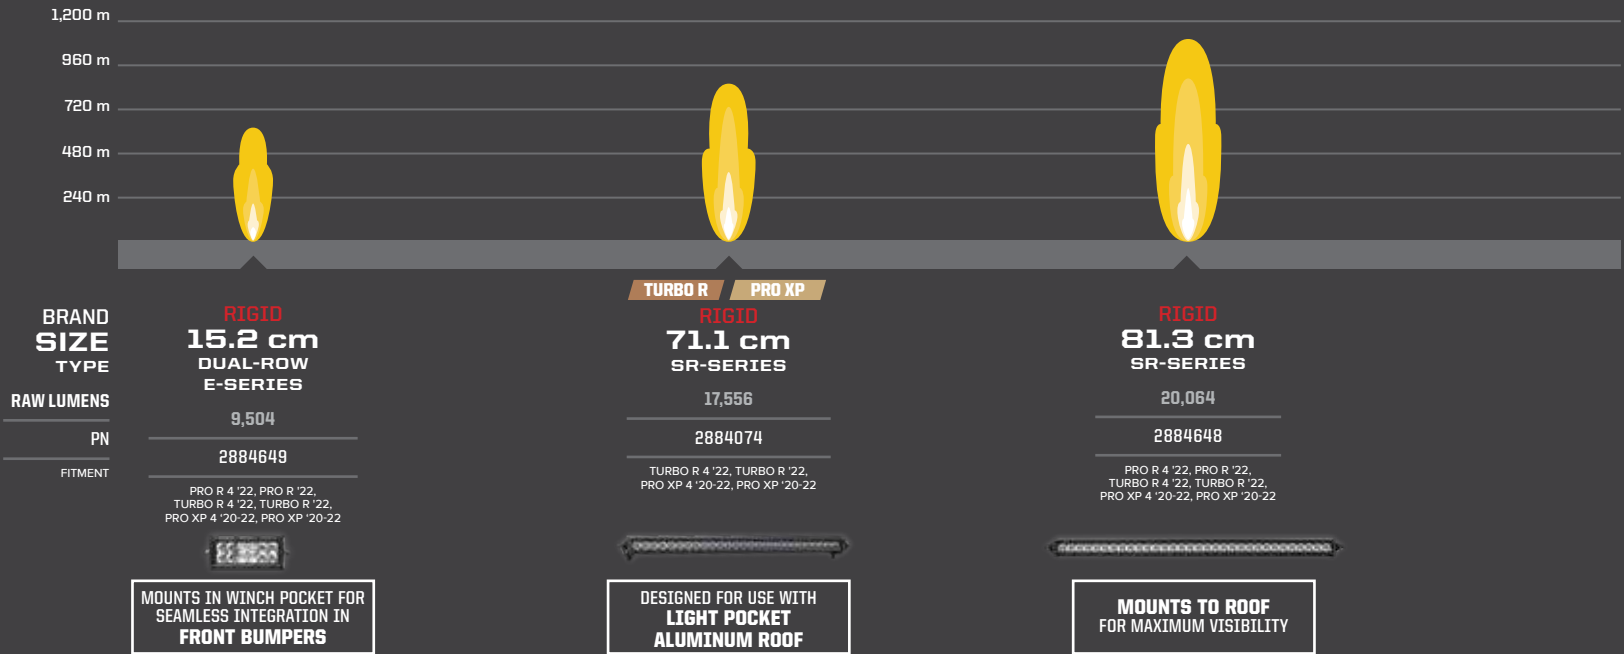 1,200 m
960 m
720 m
480 m
240 m
BRAND
SIZE
TYPE
RAW LUMENS
PN
FITMENT
RIGID
15.2 cm
DUAL-ROW
E-SERIES
9,504
2884649
PRO R 4 '22, PRO R '22,
TURBO R 4 '22, TURBO R '22,
PRO XP 4 '20-22, PRO XP ‘20-22
MOUNTS IN WINCH POCKET FOR
SEAMLESS INTEGRATION IN
FRONT BUMPERS
TURBO R PRO XP
RIGID
71.1 cm
SR-SERIES
17,556
2884074
TURBO R 4 '22, TURBO R '22,
PRO XP 4 ‘20-22, PRO XP ‘20-22
DESIGNED FOR USE WITH
LIGHT POCKET
ALUMINUM ROOF
RIGID
81.3 cm
SR-SERIES
20,064
2884648
PRO R 4 '22, PRO R '22,
TURBO R 4 '22, TURBO R '22,
PRO XP 4 ‘20-22, PRO XP ‘20-22
MOUNTS TO ROOF
FOR MAXIMUM VISIBILITY